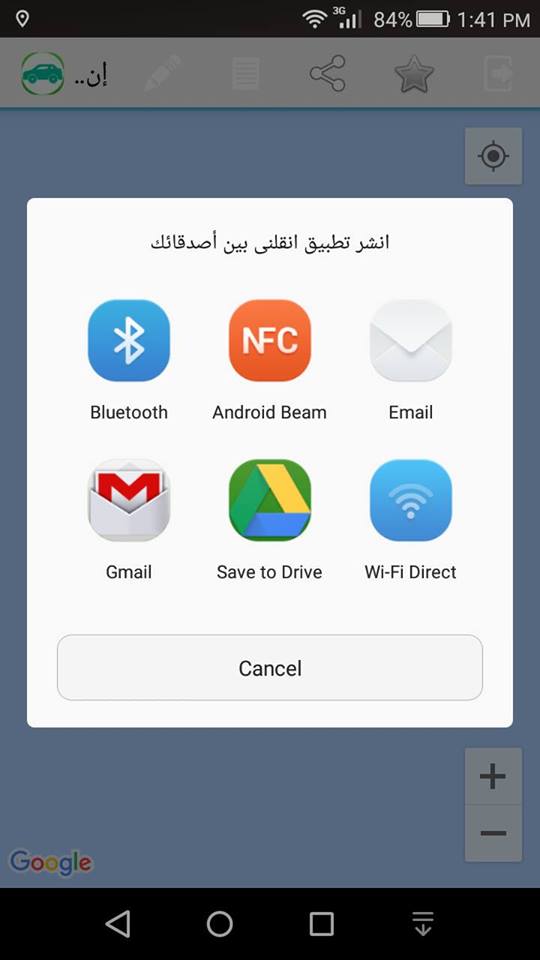 3G 84% 1:41 PM
إن..
انشر تطبيق انقلنى بين أصدقائك
NFC
Bluetooth Android Beam Email
Gmail Save to Drive Wi-Fi Direct
Cancel
Google